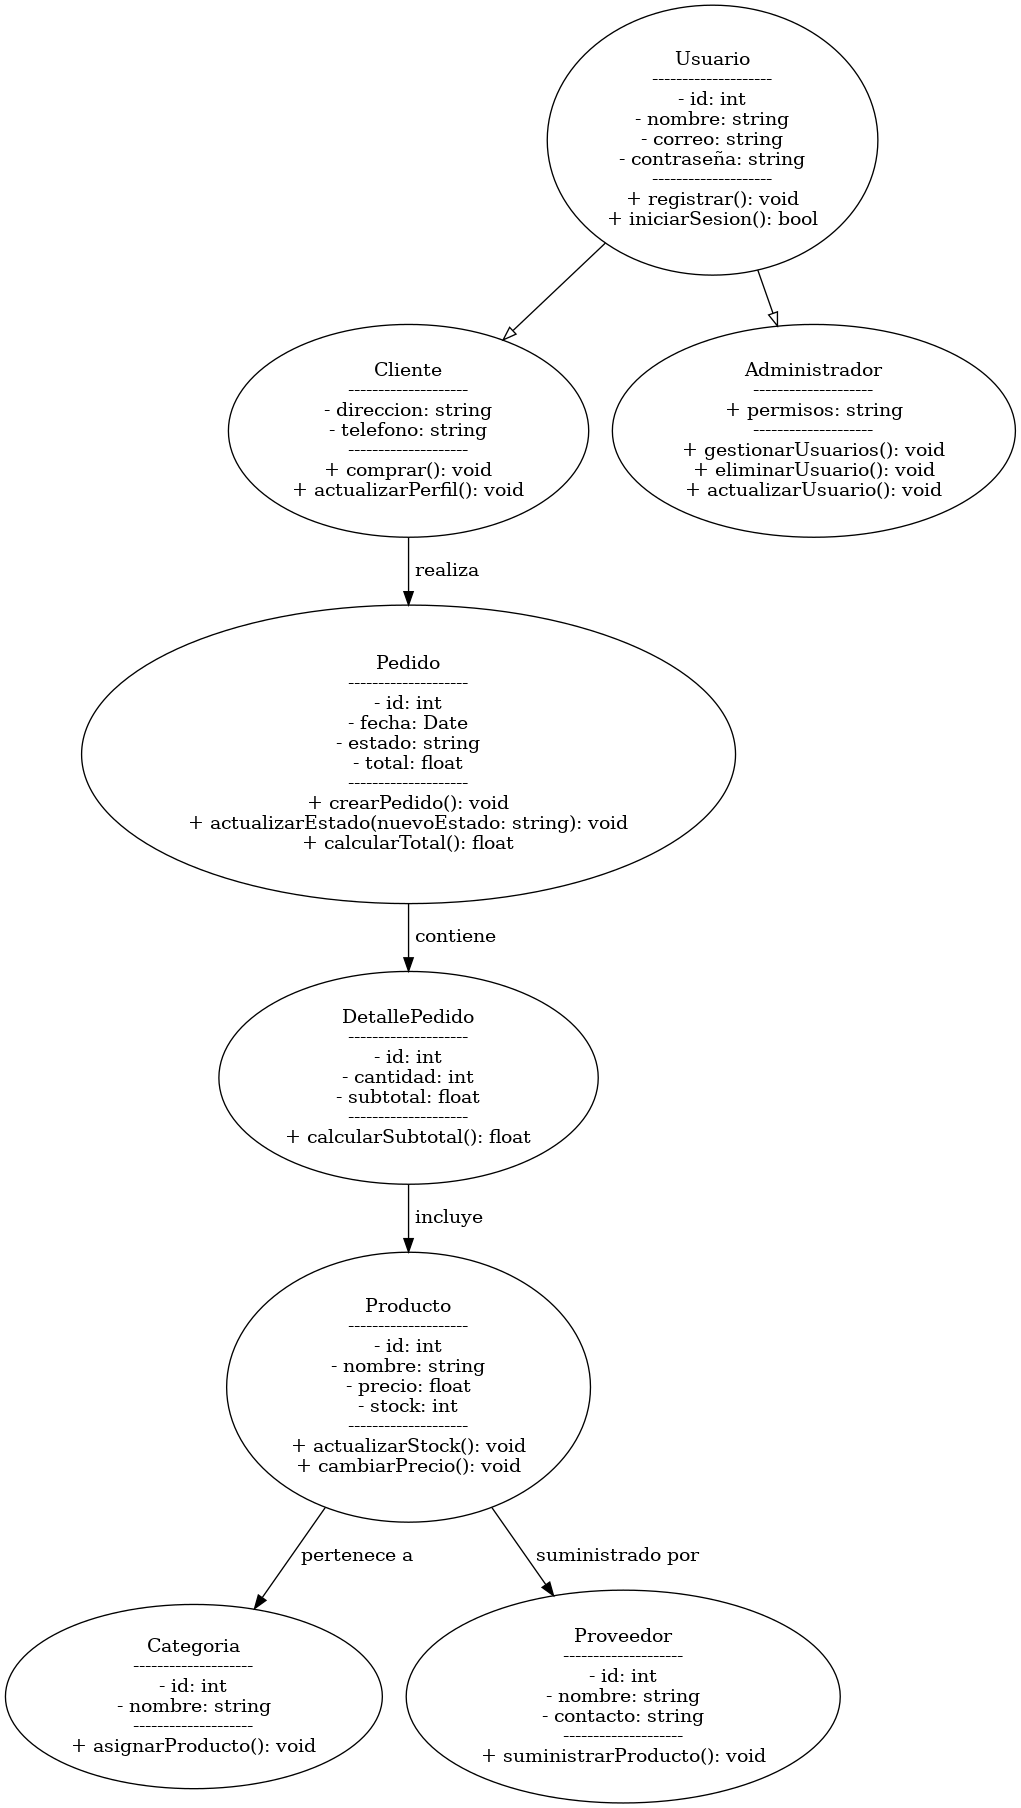 Usuario
--------------------
- id: int
- nombre: string
- correo: string
- contraseña: string
--------------------
+ registrar(): void
+ iniciarSesion(): bool
Cliente
--------------------
- direccion: string
- telefono: string
--------------------
+ comprar(): void
+ actualizarPerfil(): void
Administrador
--------------------
+ permisos: string
--------------------
+ gestionarUsuarios(): void
+ eliminarUsuario(): void
+ actualizarUsuario(): void
realiza
Pedido
--------------------
- id: int
- fecha: Date
- estado: string
- total: float
--------------------
+ crearPedido(): void
+ actualizarEstado(nuevoEstado: string): void
+ calcularTotal(): float
contiene
DetallePedido
--------------------
- id: int
- cantidad: int
- subtotal: float
--------------------
+ calcularSubtotal(): float
incluye
Producto
--------------------
- id: int
- nombre: string
- precio: float
- stock: int
--------------------
+ actualizarStock(): void
+ cambiarPrecio(): void
pertenece a
suministrado por
Categoria
--------------------
- id: int
- nombre: string
--------------------
+ asignarProducto(): void
Proveedor
--------------------
- id: int
- nombre: string
- contacto: string
--------------------
+ suministrarProducto(): void